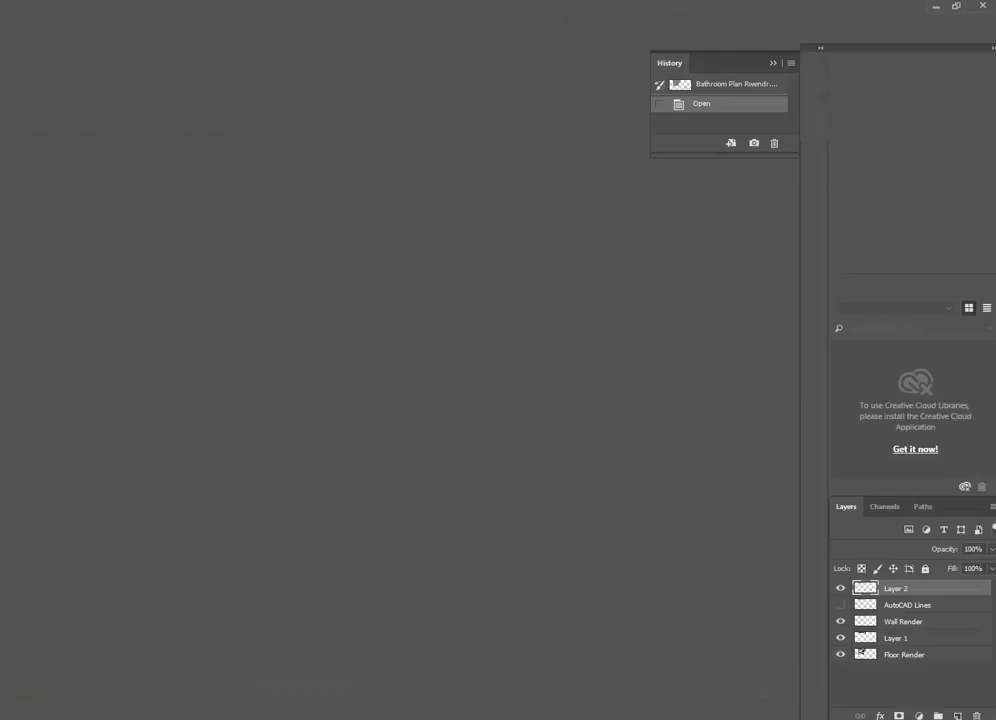 History
Bathroom Plan Rwendr....
Open
To use Creative Cloud Libraries,
please install the Creative Cloud
Application
Get it now!
Layers Channels Paths
Opacity: 100%
Lock: Fill: 100%
Layer 2
AutoCAD Lines
Wall Render
Layer 1
Floor Render
fx